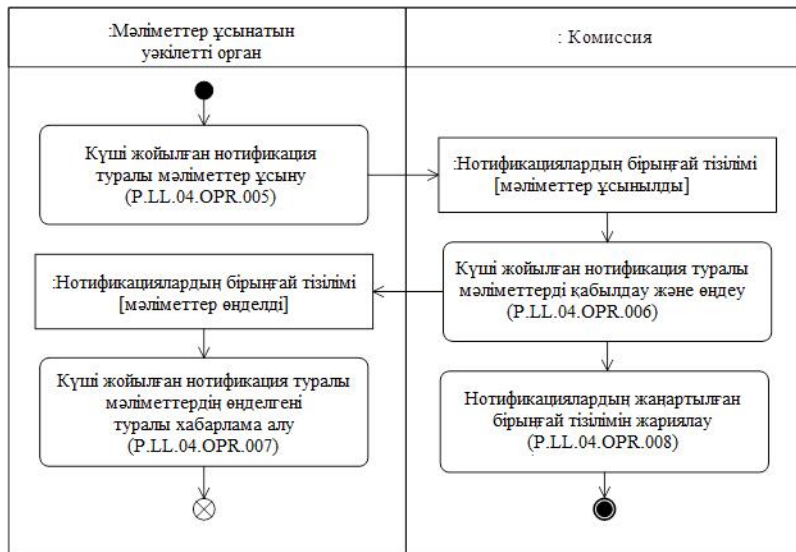 :Мәліметтер ұсынатын
уәкілетті орган
: Комиссия
Күші жойылған нотификация
туралы мәліметтер ұсыну
(P.LL.04.OPR.005)
:Нотификациялардың бірыңғай тізілімі
[мәліметтер ұсынылды]
Күші жойылған нотификация туралы
мәліметтерді қабылдау және өңдеу
(P.LL.04.OPR.006)
:Нотификациялардың бірыңғай тізілімі
[мәліметтер өңделді]
Күші жойылған нотификация туралы
мәліметтердің өңделгені
туралы хабарлама алу
(P.LL.04.OPR.007)
Нотификациялардың жаңартылған
бірыңғай тізілімін жариялау
(P.LL.04.OPR.008)